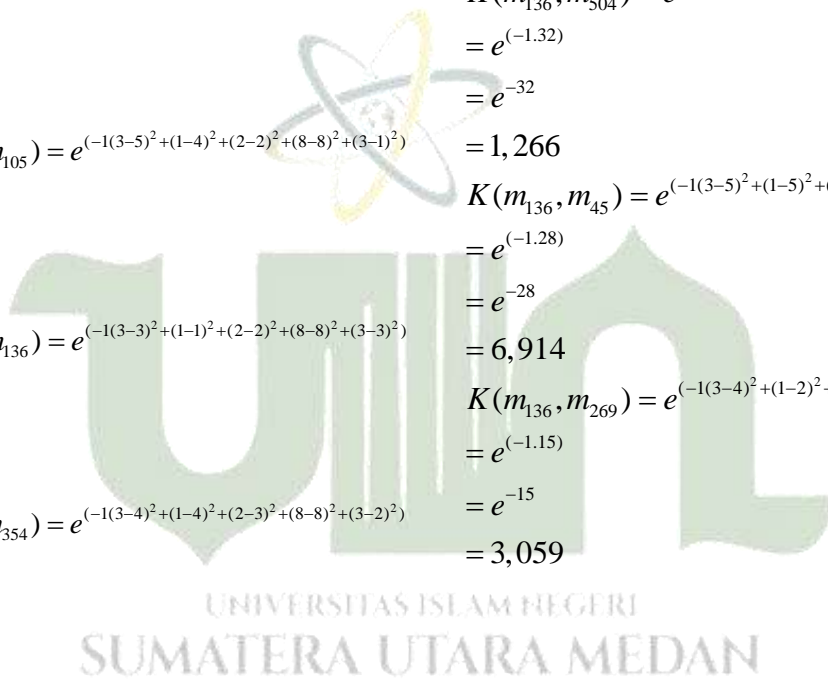 ₁₀₅) = e^(−1(3−5)²+(1−4)²+(2−2)²+(8−8)²+(3−1)²)
₁₃₆) = e^(−1(3−3)²+(1−1)²+(2−2)²+(8−8)²+(3−3)²)
₃₅₄) = e^(−1(3−4)²+(1−4)²+(2−3)²+(8−8)²+(3−2)²)
K(m₁₃₆, m₅₀₄)
= e^(−1.32)
= e^−32
= 1,266
K(m₁₃₆, m₄₅) = e^(−1(3−5)²+(1−5)²+
= e^(−1.28)
= e^−28
= 6,914
K(m₁₃₆, m₂₆₉) = e^(−1(3−4)²+(1−2)²
= e^(−1.15)
= e^−15
= 3,059
UNIVERSITAS ISLAM NEGERI
SUMATERA UTARA MEDAN